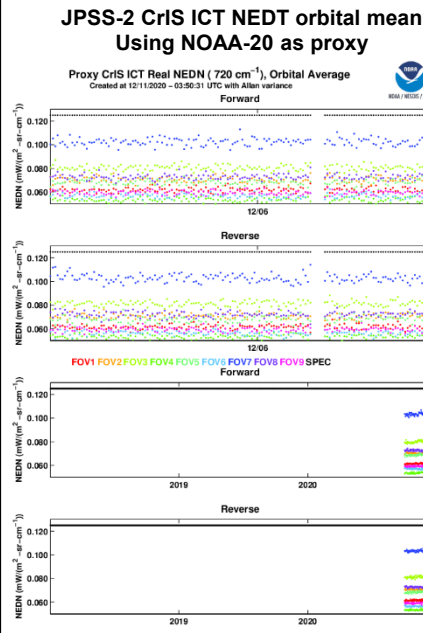 JPSS-2 CrIS ICT NEDT orbital mean
Using NOAA-20 as proxy
Proxy CrIS ICT Real NEDN ( 720 cm⁻¹), Orbital Average
Created at 12/11/2020 – 03:50:31 UTC with Allan variance
NOAA
NOAA / NESDIS /
Forward
NEDN (mW/(m² –sr–cm⁻¹))
0.120
0.100
0.080
0.060
12/06
Reverse
NEDN (mW/(m² –sr–cm⁻¹))
0.120
0.100
0.080
0.060
12/06
FOV1 FOV2 FOV3 FOV4 FOV5 FOV6 FOV7 FOV8 FOV9 SPEC
Forward
NEDN (mW/(m² –sr–cm⁻¹))
0.120
0.100
0.080
0.060
2019 2020
Reverse
NEDN (mW/(m² –sr–cm⁻¹))
0.120
0.100
0.080
0.060
2019 2020